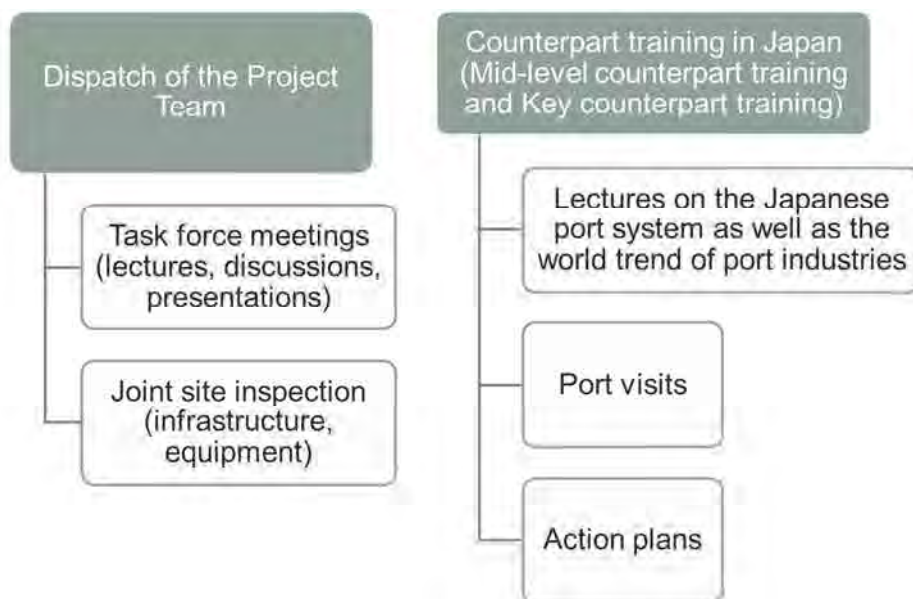 Dispatch of the Project
Team
Task force meetings
(lectures, discussions,
presentations)
Joint site inspection
(infrastructure,
equipment)
Counterpart training in Japan
(Mid-level counterpart training
and Key counterpart training)
Lectures on the Japanese
port system as well as the
world trend of port industries
Port visits
Action plans